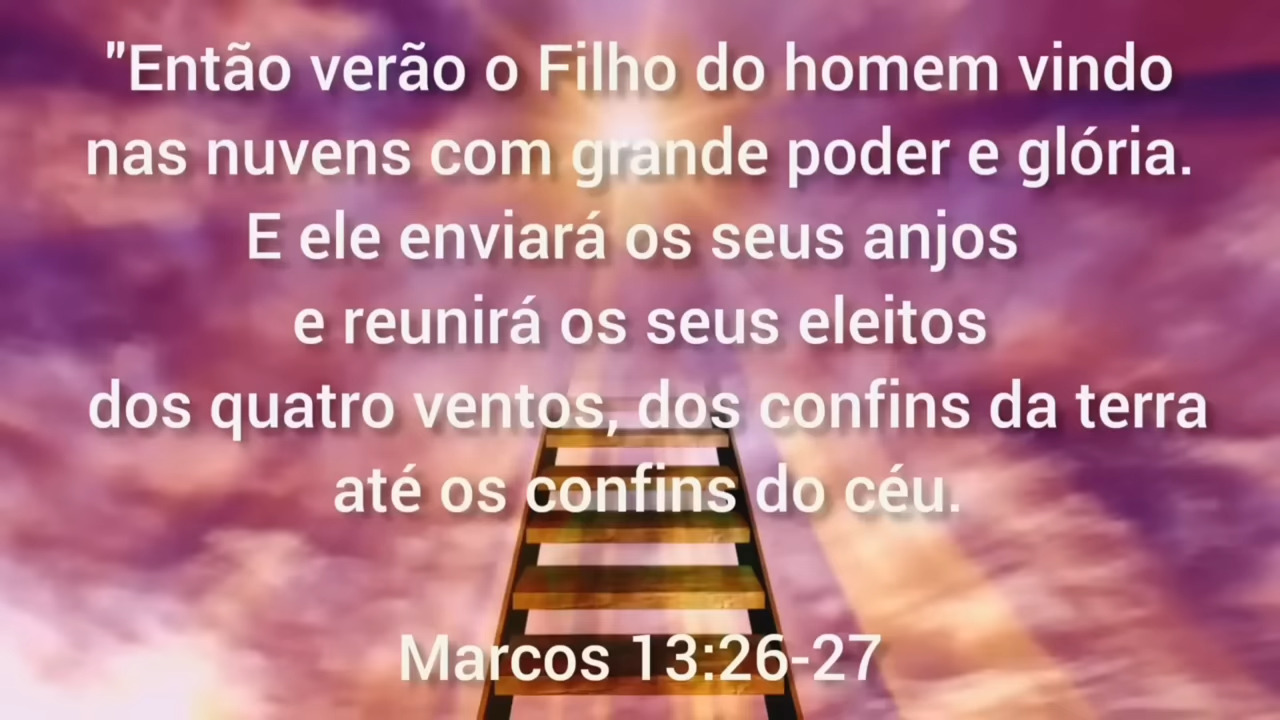 "Então verão o Filho do homem vindo
nas nuvens com grande poder e glória.
E ele enviará os seus anjos
e reunirá os seus eleitos
dos quatro ventos, dos confins da terra
até os confins do céu.
Marcos 13:26-27